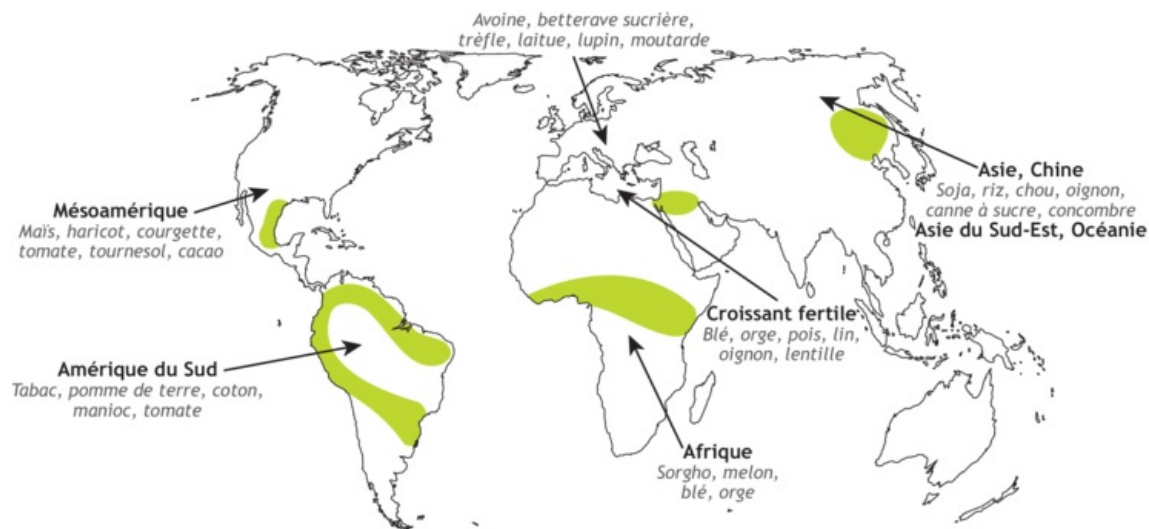 Avoine, betterave sucrière,
trèfle, laitue, lupin, moutarde
Mésoamérique
Maïs, haricot, courgette,
tomate, tournesol, cacao
Asie, Chine
Soja, riz, chou, oignon,
canne à sucre, concombre
Asie du Sud-Est, Océanie
Croissant fertile
Blé, orge, pois, lin,
oignon, lentille
Amérique du Sud
Tabac, pomme de terre, coton,
manioc, tomate
Afrique
Sorgho, melon,
blé, orge